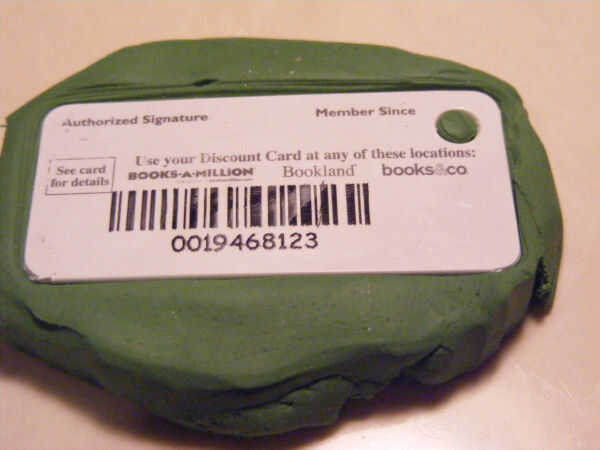 Authorized Signature
Member Since
Use your Discount Card at any of these locations:
See card
for details
BOOKS-A-MILLION Bookland books&co
0019468123